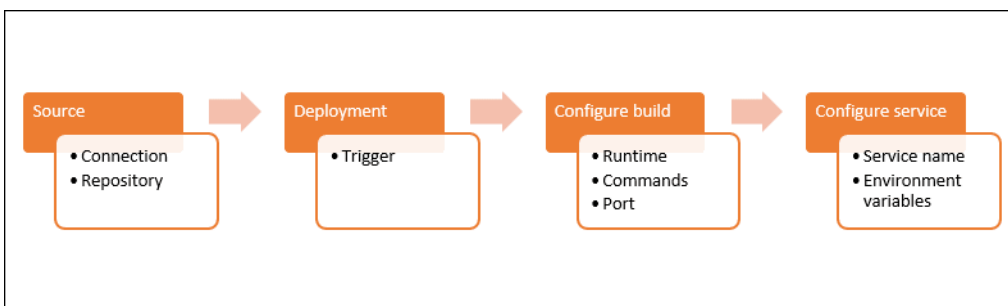 Source
• Connection
• Repository
Deployment
• Trigger
Configure build
• Runtime
• Commands
• Port
Configure service
• Service name
• Environment
variables